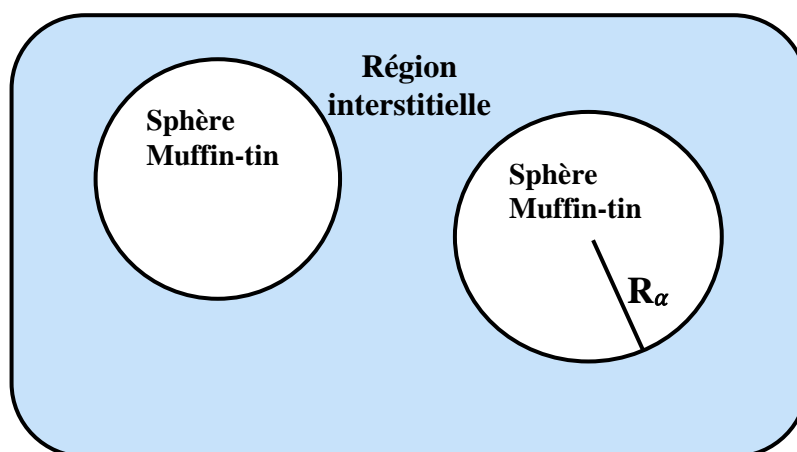 Région
interstitielle
Sphère
Muffin-tin
Sphère
Muffin-tin
Rα